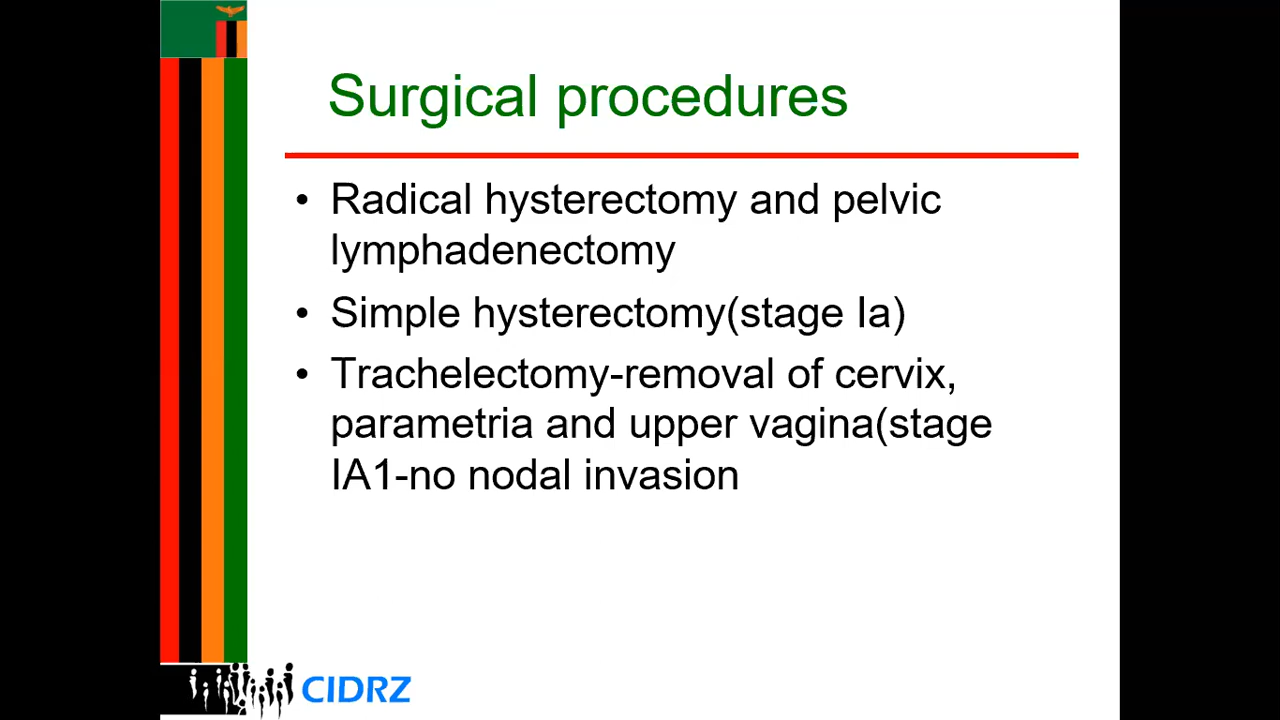 Surgical procedures
• Radical hysterectomy and pelvic
lymphadenectomy
• Simple hysterectomy(stage Ia)
• Trachelectomy-removal of cervix,
parametria and upper vagina(stage
IA1-no nodal invasion
CIDRZ